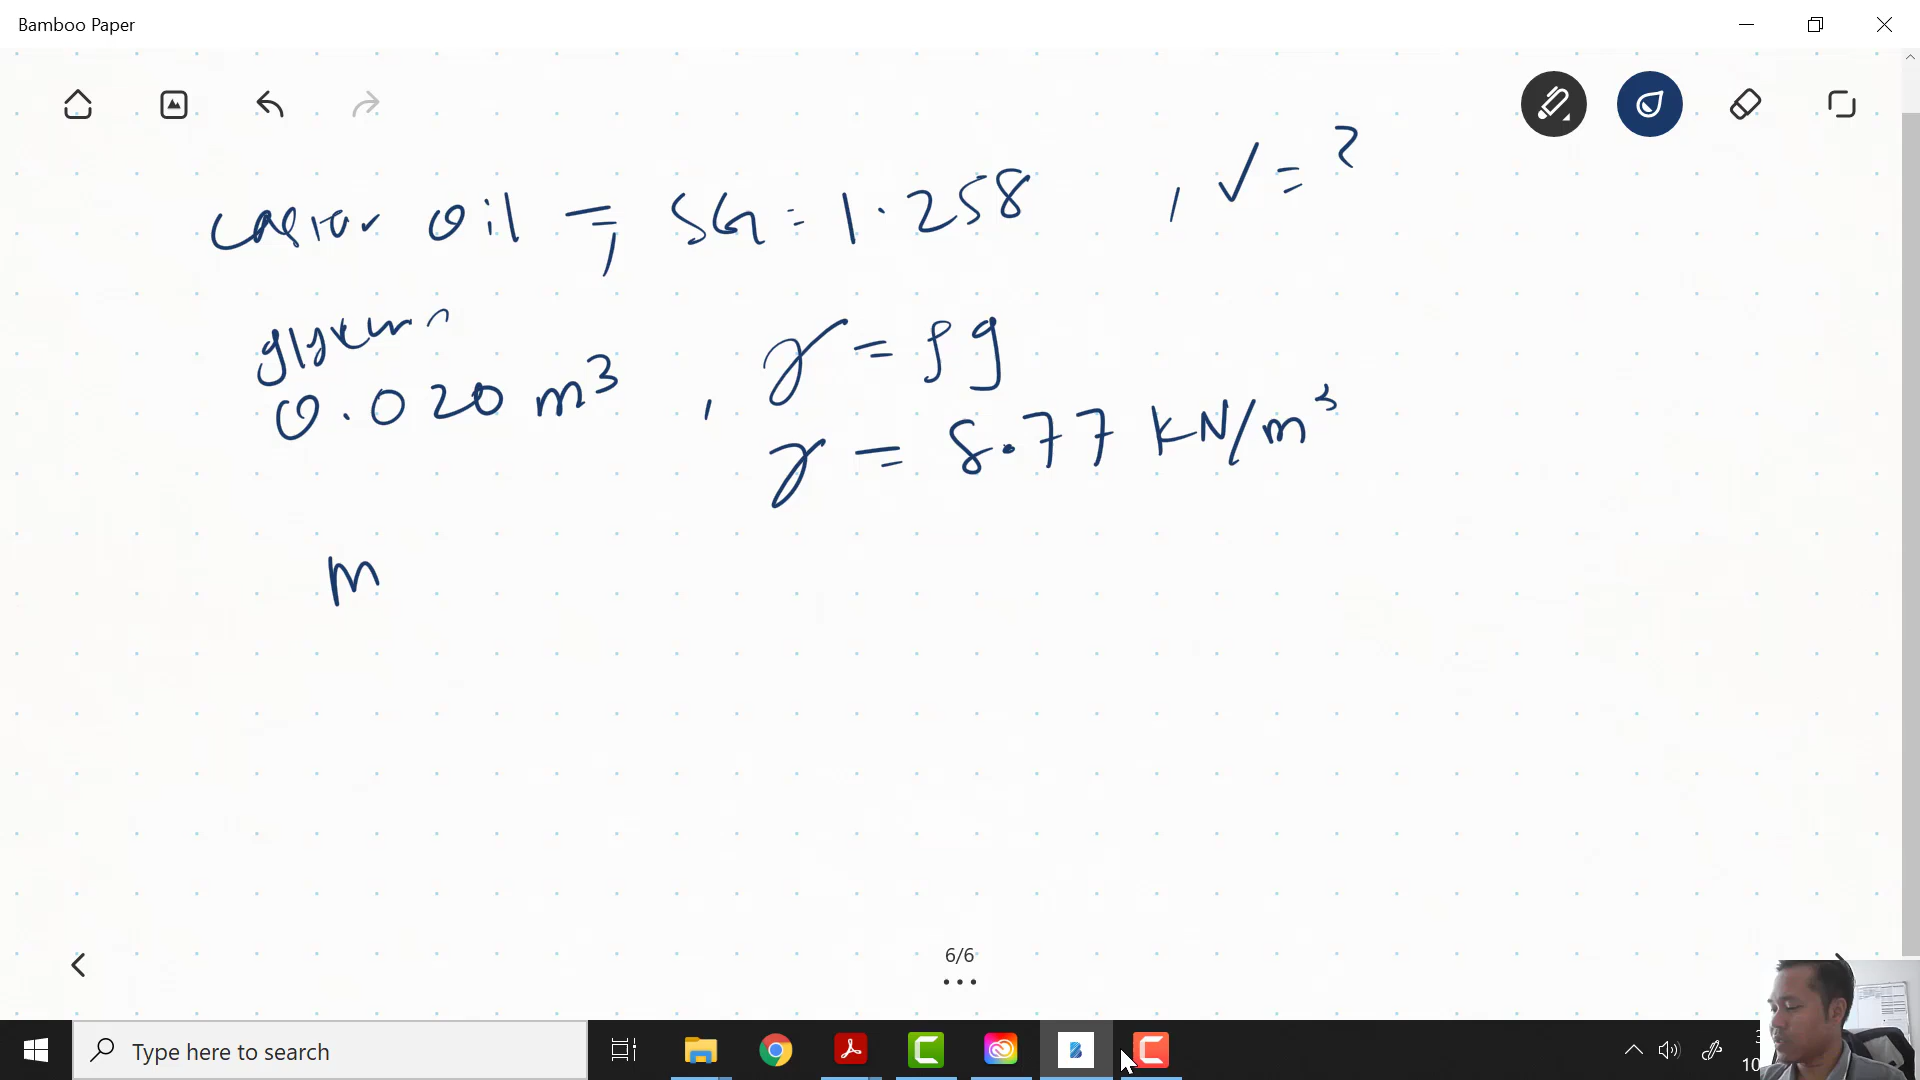 Bamboo Paper
castor oil =, SG = 1.258 , V = ?
0.020 m³ , γ = ρg
γ = 8.77 kN/m³
m
6/6
Type here to search